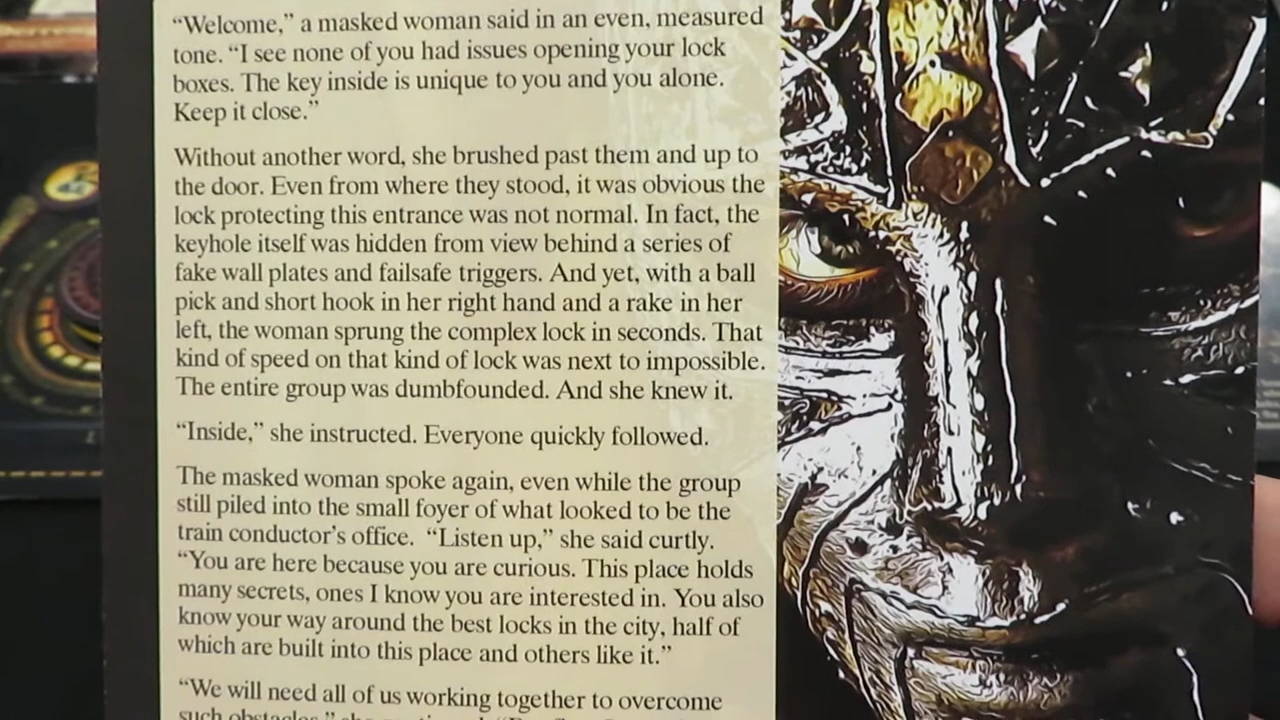 “Welcome,” a masked woman said in an even, measured
tone. “I see none of you had issues opening your lock
boxes. The key inside is unique to you and you alone.
Keep it close.”
Without another word, she brushed past them and up to
the door. Even from where they stood, it was obvious the
lock protecting this entrance was not normal. In fact, the
keyhole itself was hidden from view behind a series of
fake wall plates and failsafe triggers. And yet, with a ball
pick and short hook in her right hand and a rake in her
left, the woman sprung the complex lock in seconds. That
kind of speed on that kind of lock was next to impossible.
The entire group was dumbfounded. And she knew it.
“Inside,” she instructed. Everyone quickly followed.
The masked woman spoke again, even while the group
still piled into the small foyer of what looked to be the
train conductor’s office. “Listen up,” she said curtly.
“You are here because you are curious. This place holds
many secrets, ones I know you are interested in. You also
know your way around the best locks in the city, half of
which are built into this place and others like it.”
“We will need all of us working together to overcome
such obstacles,” she